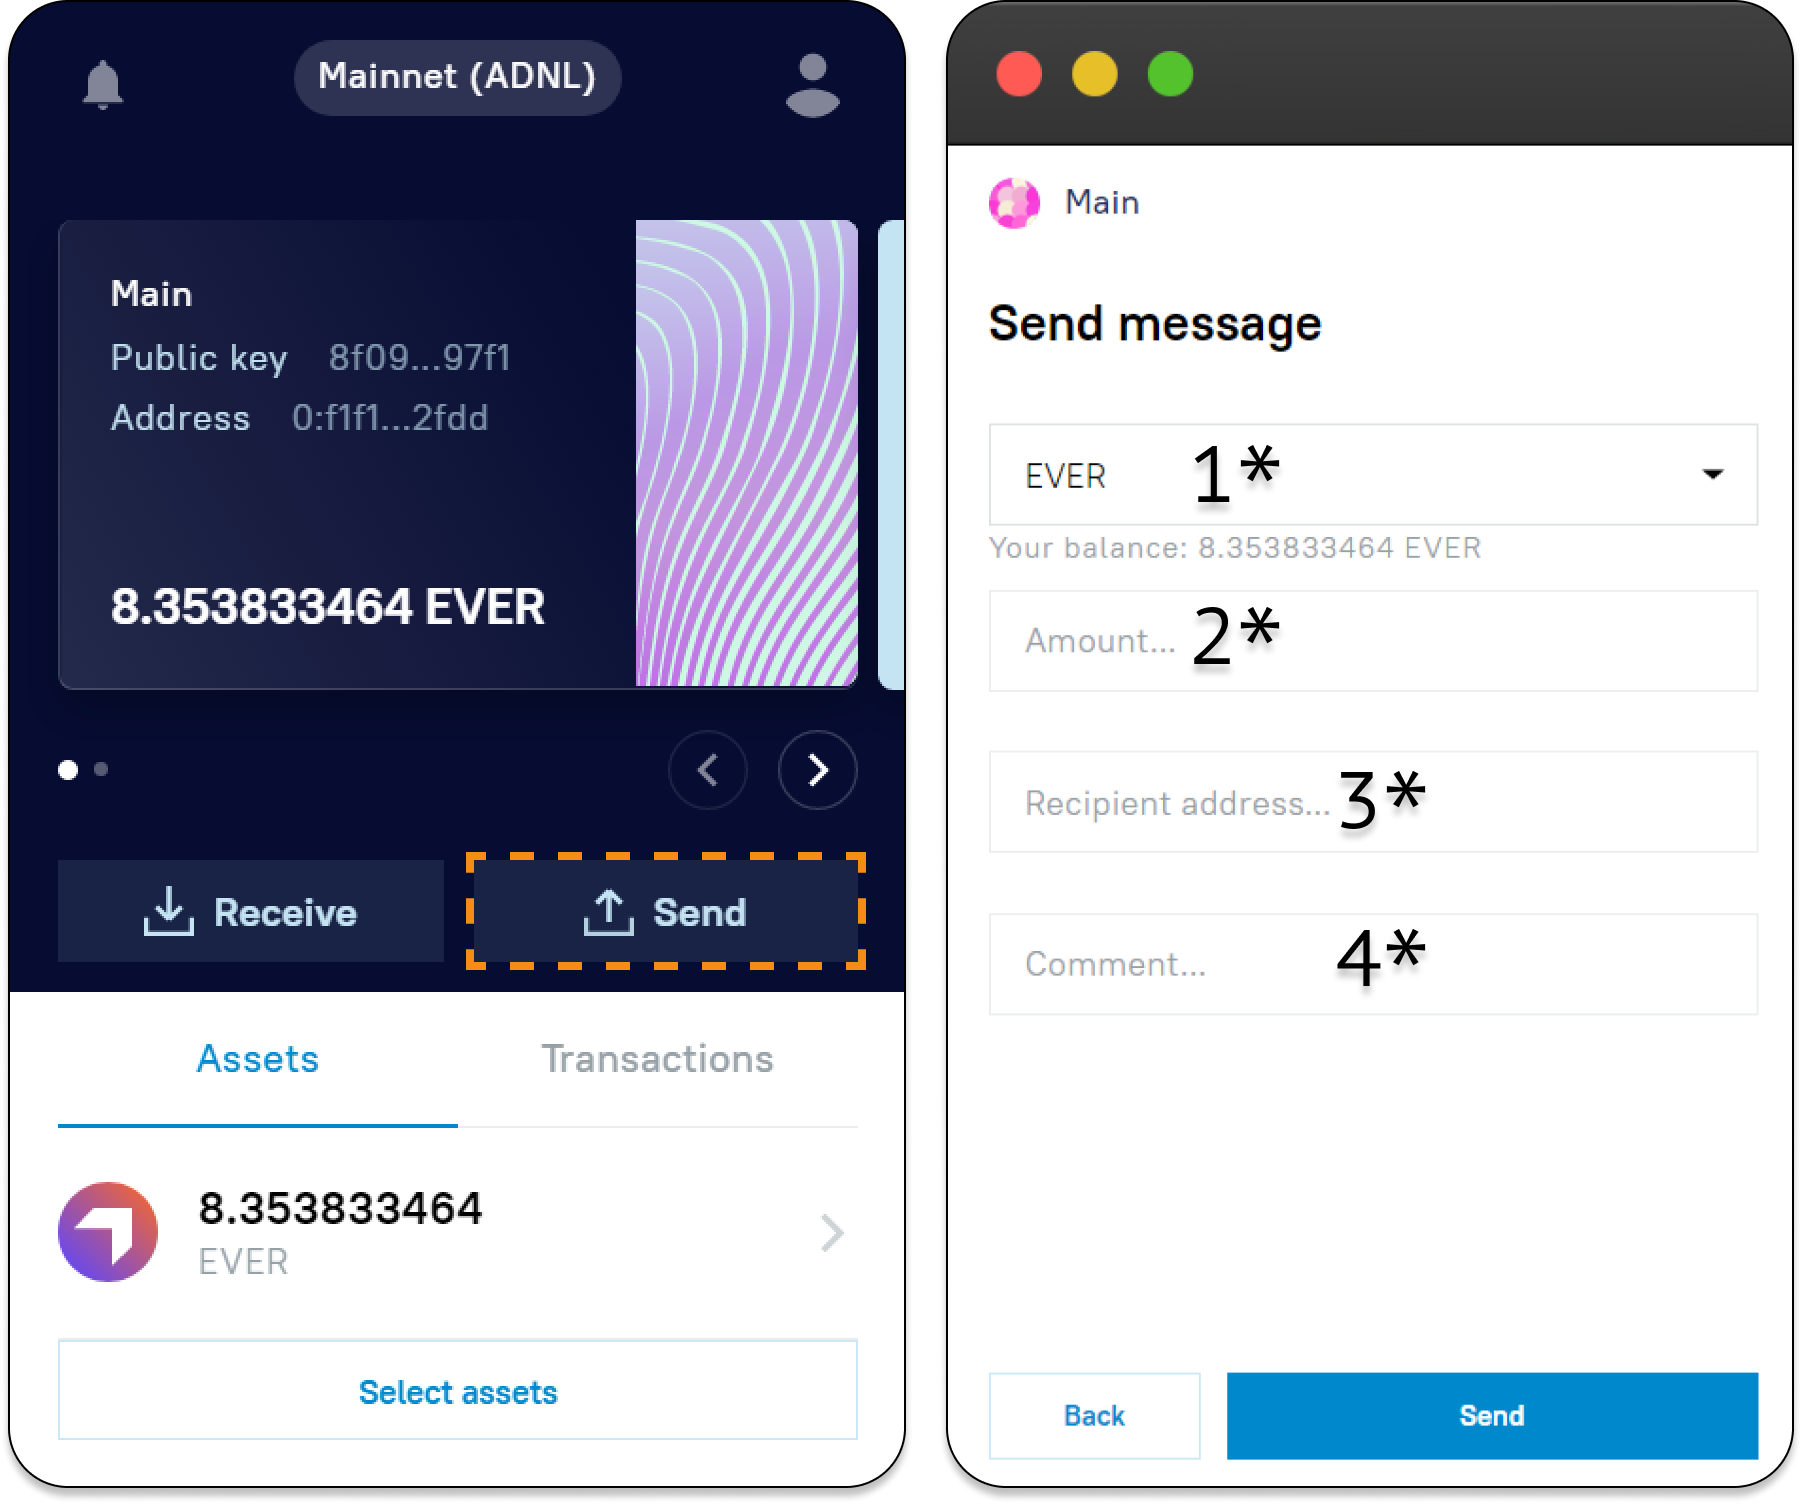 Mainnet (ADNL)
Main
Public key 8f09...97f1
Address 0:f1f1...2fdd
8.353833464 EVER
Receive
Send
Assets
Transactions
8.353833464
EVER
Select assets
Main
Send message
EVER 1*
Your balance: 8.353833464 EVER
Amount... 2*
Recipient address... 3*
Comment... 4*
Back
Send